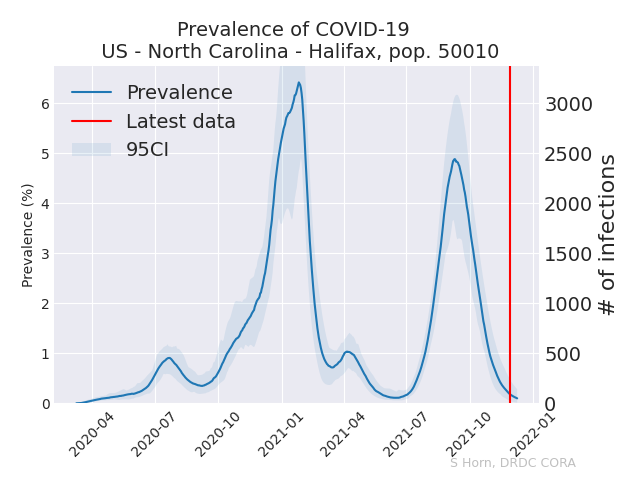 Prevalence of COVID-19
US - North Carolina - Halifax, pop. 50010
Prevalence
Latest data
95CI
Prevalence (%)
6
5
4
3
2
1
0
3000
2500
2000
1500
1000
500
0
# of infections
2020-04
2020-07
2020-10
2021-01
2021-04
2021-07
2021-10
2022-01
S Horn, DRDC CORA